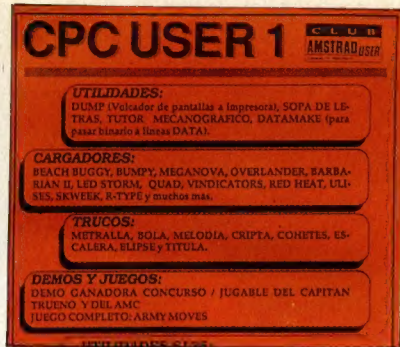 CPC USER 1
CLUB
AMSTRAD USER
UTILIDADES:
DUMP (Volcador de pantallas a impresora), SOPA DE LE-
TRAS, TUTOR MECANOGRAFICO, DATAMAKE (para
pasar binario a lineas DATA).
CARGADORES:
BEACH BUGGY, BUMPY, MEGANOVA, OVERLANDER, BARBA-
RIAN II, LED STORM, QUAD, VINDICATORS, RED HEAT, ULI-
SES, SKWEEK, R-TYPE y muchos más.
TRUCOS:
METRALLA, BOLA, MELODIA, CRIPTA, COHETES, ES-
CALERA, ELIPSE y TITULA.
DEMOS Y JUEGOS:
DEMO GANADORA CONCURSO / JUGABLE DEL CAPITAN
TRUENO Y DEL AMC
JUEGO COMPLETO: ARMY MOVES
UTILIDADES